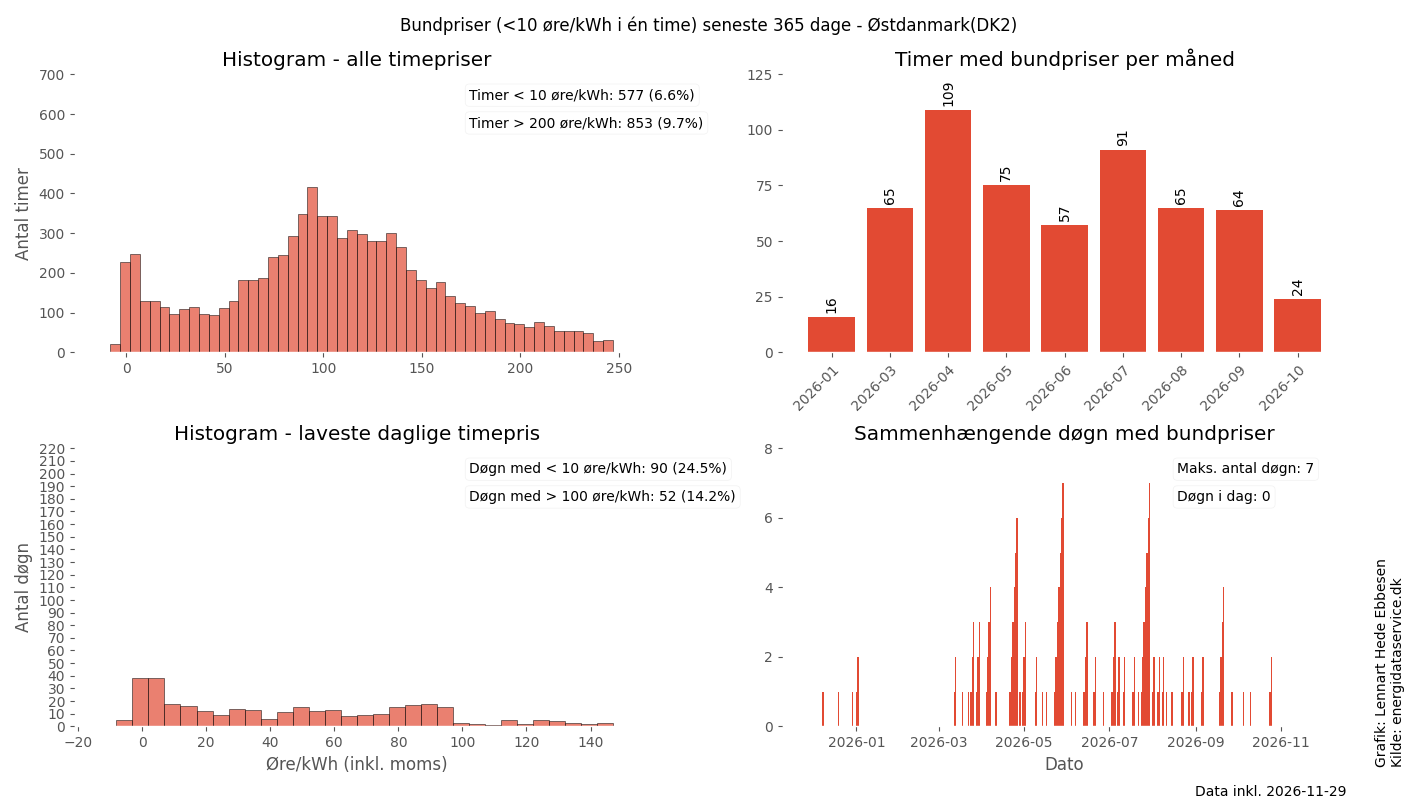 Bundpriser (<10 øre/kWh i én time) seneste 365 dage - Østdanmark(DK2)
Histogram - alle timepriser
Timer < 10 øre/kWh: 577 (6.6%)
Timer > 200 øre/kWh: 853 (9.7%)
Antal timer
700
600
500
400
300
200
100
0
0 50 100 150 200 250
Timer med bundpriser per måned
125
100
75
50
25
0
16 65 109 75 57 91 65 64 24
2026-01 2026-03 2026-04 2026-05 2026-06 2026-07 2026-08 2026-09 2026-10
Histogram - laveste daglige timepris
Døgn med < 10 øre/kWh: 90 (24.5%)
Døgn med > 100 øre/kWh: 52 (14.2%)
Antal døgn
220
210
200
190
180
170
160
150
140
130
120
110
100
90
80
70
60
50
40
30
20
10
0
−20 0 20 40 60 80 100 120 140
Øre/kWh (inkl. moms)
Sammenhængende døgn med bundpriser
Maks. antal døgn: 7
Døgn i dag: 0
8
6
4
2
0
2026-01 2026-03 2026-05 2026-07 2026-09 2026-11
Dato
Grafik: Lennart Hede Ebbesen
Kilde: energidataservice.dk
Data inkl. 2026-11-29